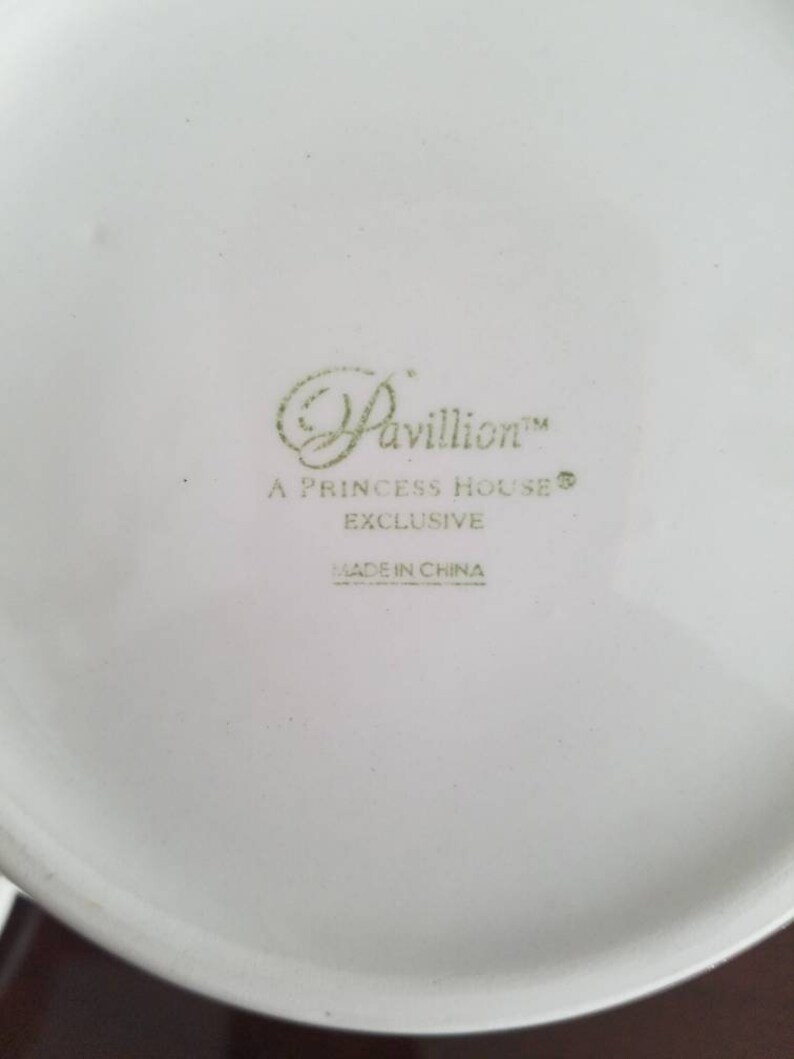 Pavillion™
A PRINCESS HOUSE®
EXCLUSIVE
MADE IN CHINA